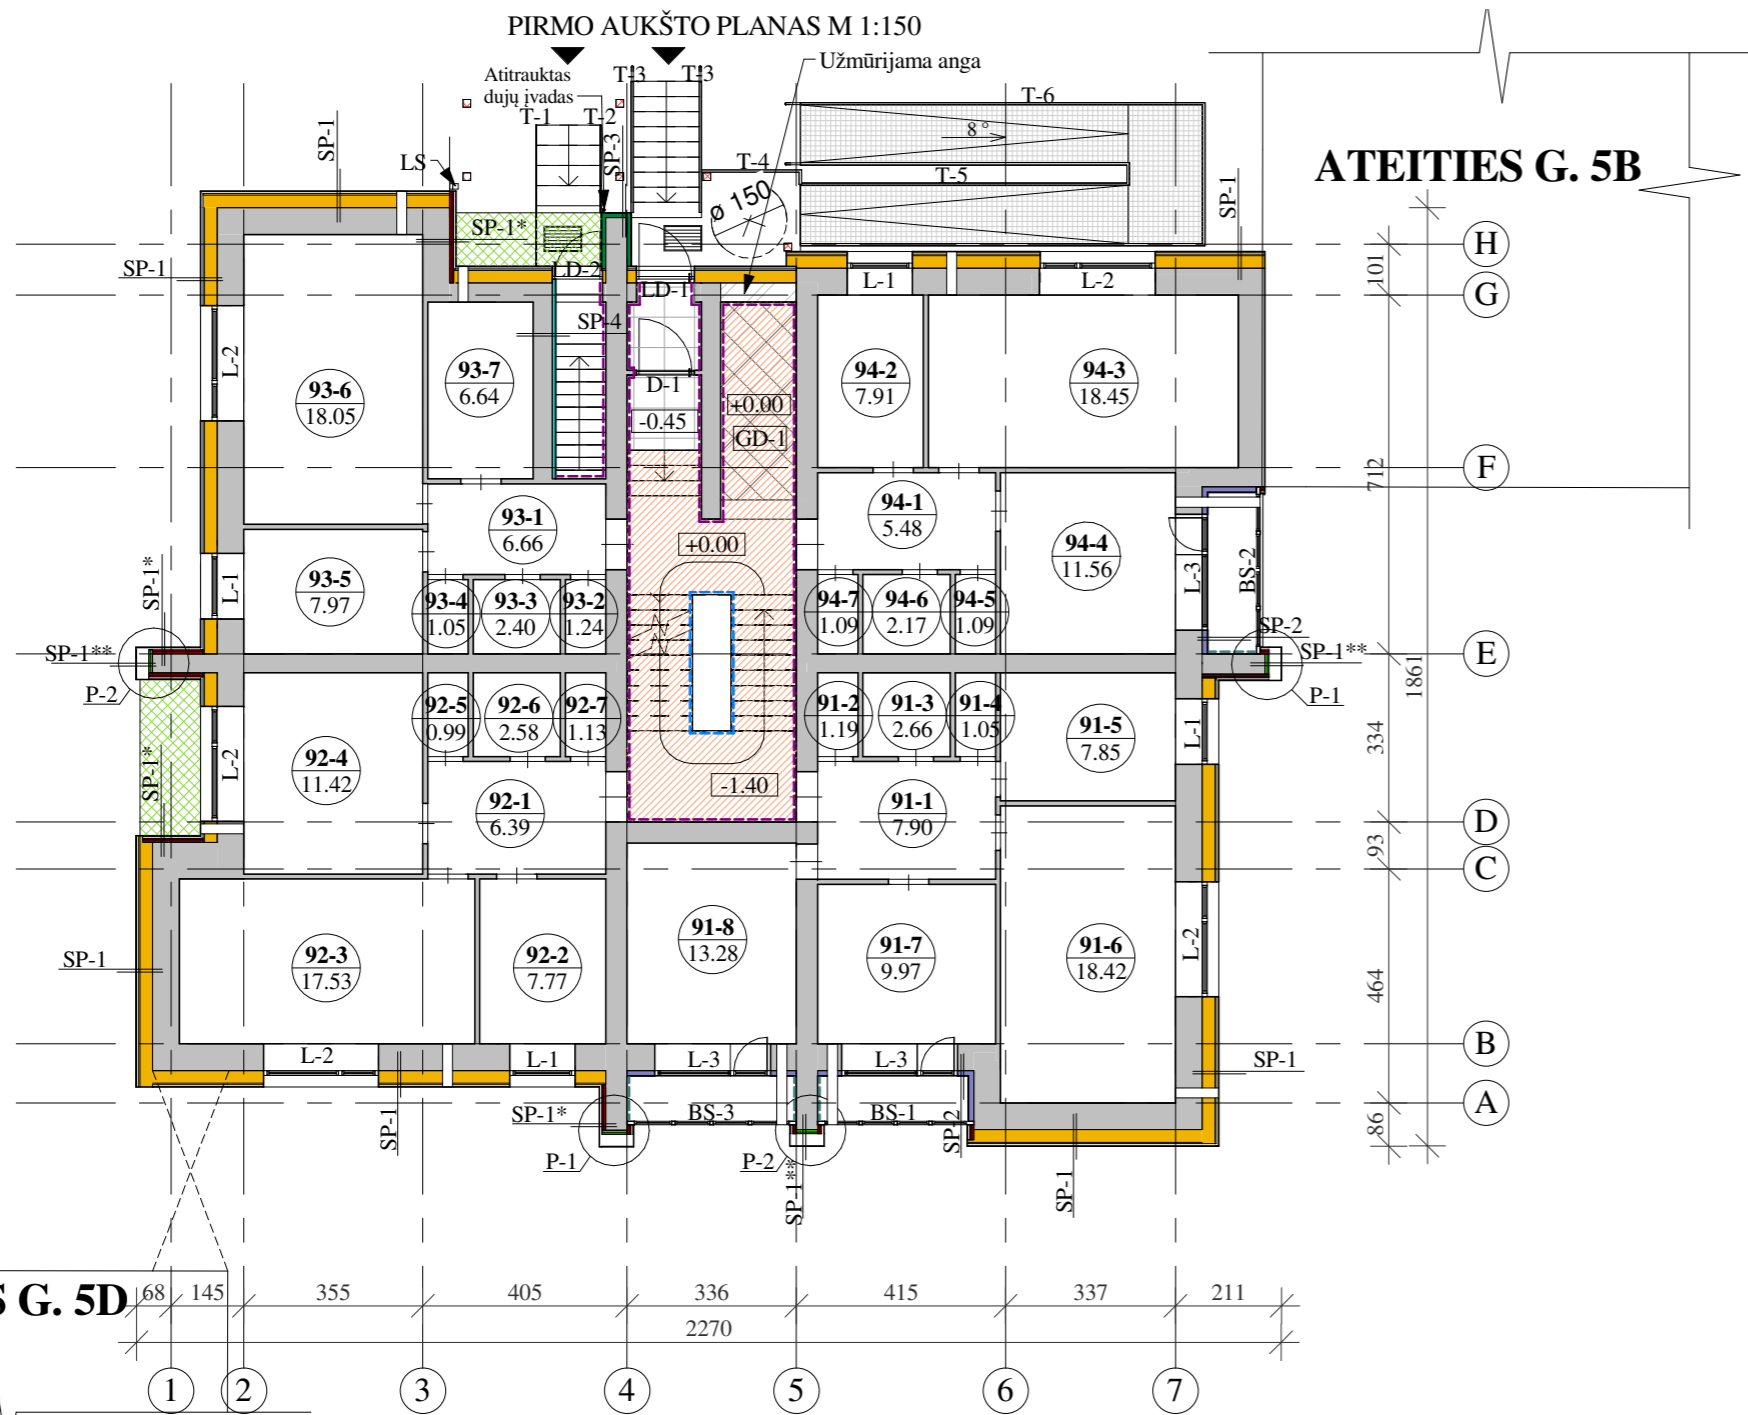 PIRMO AUKŠTO PLANAS M 1:150
Atitrauktas
dujų įvadas
Užmūrijama anga
T-3
T-3
T-1
T-2
T-4
T-6
T-5
8 °
ø 150
ATEITIES G. 5B
SP-1
LS
SP-3
SP-1
SP-1*
SP-1
LD-2
LD-1
L-1
L-2
H
101
G
SP-4
L-2
93-6
18.05
93-7
6.64
D-1
-0.45
+0.00
GD-1
94-2
7.91
94-3
18.45
F
712
93-1
6.66
94-1
5.48
+0.00
94-4
11.56
L-3
BS-2
SP-1*
L-1
93-5
7.97
93-4
1.05
93-3
2.40
93-2
1.24
94-7
1.09
94-6
2.17
94-5
1.09
SP-2
SP-1**
SP-1**
E
1861
P-2
P-1
92-5
0.99
92-6
2.58
92-7
1.13
91-2
1.19
91-3
2.66
91-4
1.05
91-5
7.85
L-1
334
SP-1*
L-2
92-4
11.42
-1.40
92-1
6.39
91-1
7.90
D
93
C
SP-1
92-3
17.53
92-2
7.77
91-8
13.28
91-7
9.97
91-6
18.42
L-2
464
L-2
L-1
L-3
L-3
B
SP-1
SP-1*
SP-1
BS-3
BS-1
SP-2
A
86
P-1
P-2
SP-1**
SP-1
S G. 5D
68
145
355
405
336
415
337
211
2270
1
2
3
4
5
6
7